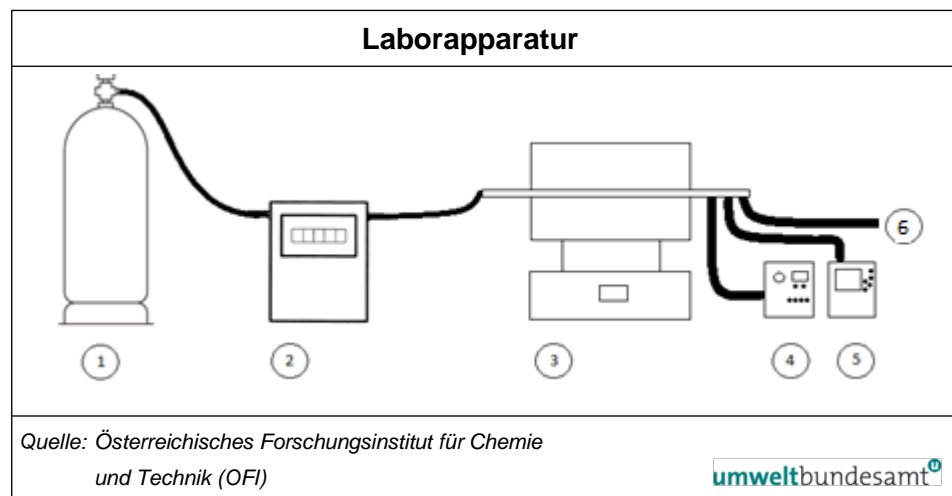 Laborapparatur
6
1
2
3
4
5
Quelle: Österreichisches Forschungsinstitut für Chemie
und Technik (OFI)
umweltbundesamt u